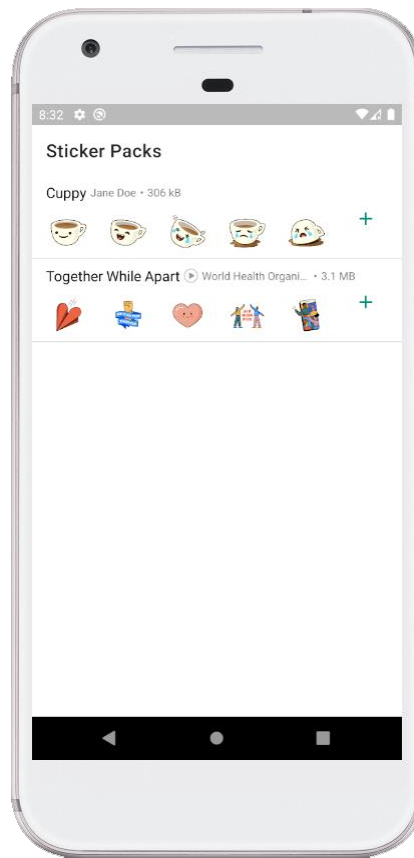 8:32
Sticker Packs
Cuppy Jane Doe • 306 kB
Together While Apart World Health Organi... • 3.1 MB